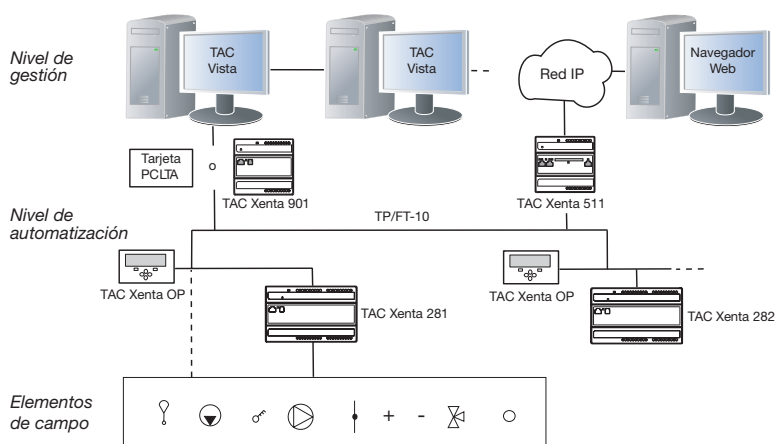 Nivel de
gestión
TAC
Vista
TAC
Vista
Red IP
Navegador
Web
Tarjeta
PCLTA
o
TAC Xenta 901
TAC Xenta 511
Nivel de
automatización
TP/FT-10
TAC Xenta OP
TAC Xenta 281
TAC Xenta OP
TAC Xenta 282
Elementos
de campo
+ -